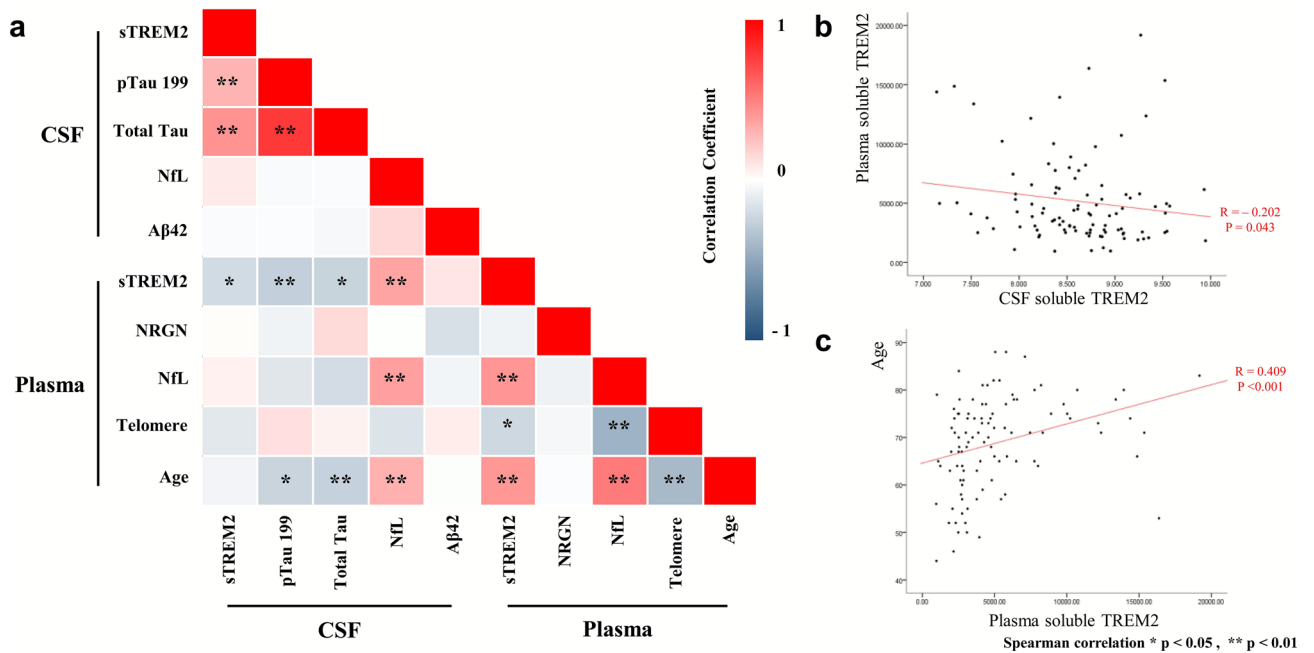 a
sTREM2
pTau 199
Total Tau
NfL
Aβ42
sTREM2
NRGN
NfL
Telomere
Age
CSF
Plasma
**
** **
* ** * **
** **
* **
* ** ** ** ** **
sTREM2
pTau 199
Total Tau
NfL
Aβ42
sTREM2
NRGN
NfL
Telomere
Age
CSF
Plasma
Correlation Coefficient
1
0
- 1
b
Plasma soluble TREM2
20000.00
15000.00
10000.00
5000.00
00.00
7.000 7.500 8.000 8.500 9.000 9.500 10.000
CSF soluble TREM2
R = – 0.202
P = 0.043
c
Age
90
80
70
60
50
40
0.00 5000.00 10000.00 15000.00 20000.00
Plasma soluble TREM2
R = 0.409
P <0.001
Spearman correlation * p < 0.05 , ** p < 0.01